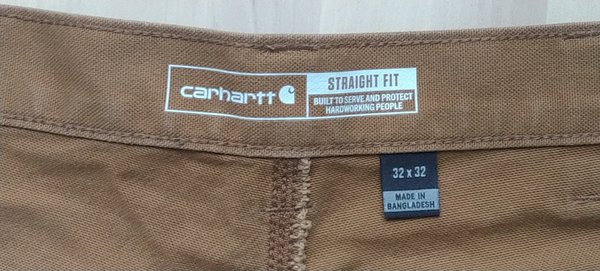 carhartt
STRAIGHT FIT
BUILT TO SERVE AND PROTECT
HARDWORKING PEOPLE
32 x 32
MADE IN
BANGLADESH